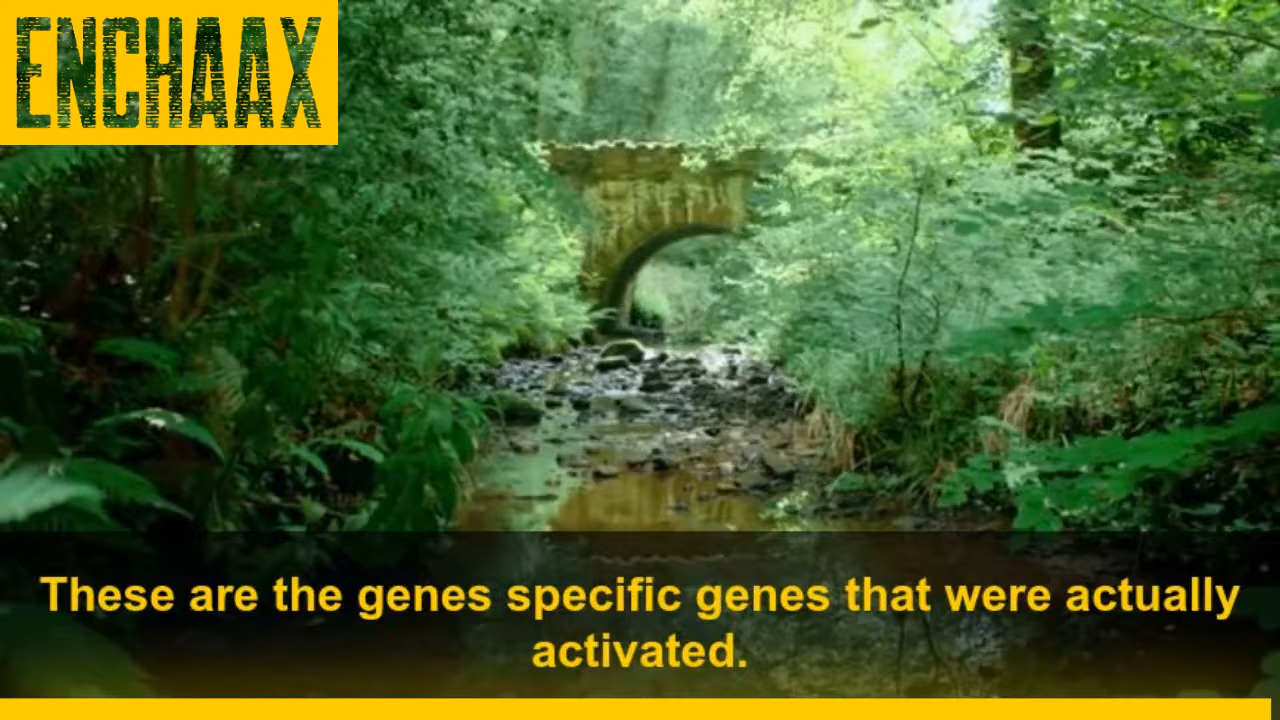 ENCHAAX
These are the genes specific genes that were actually
activated.